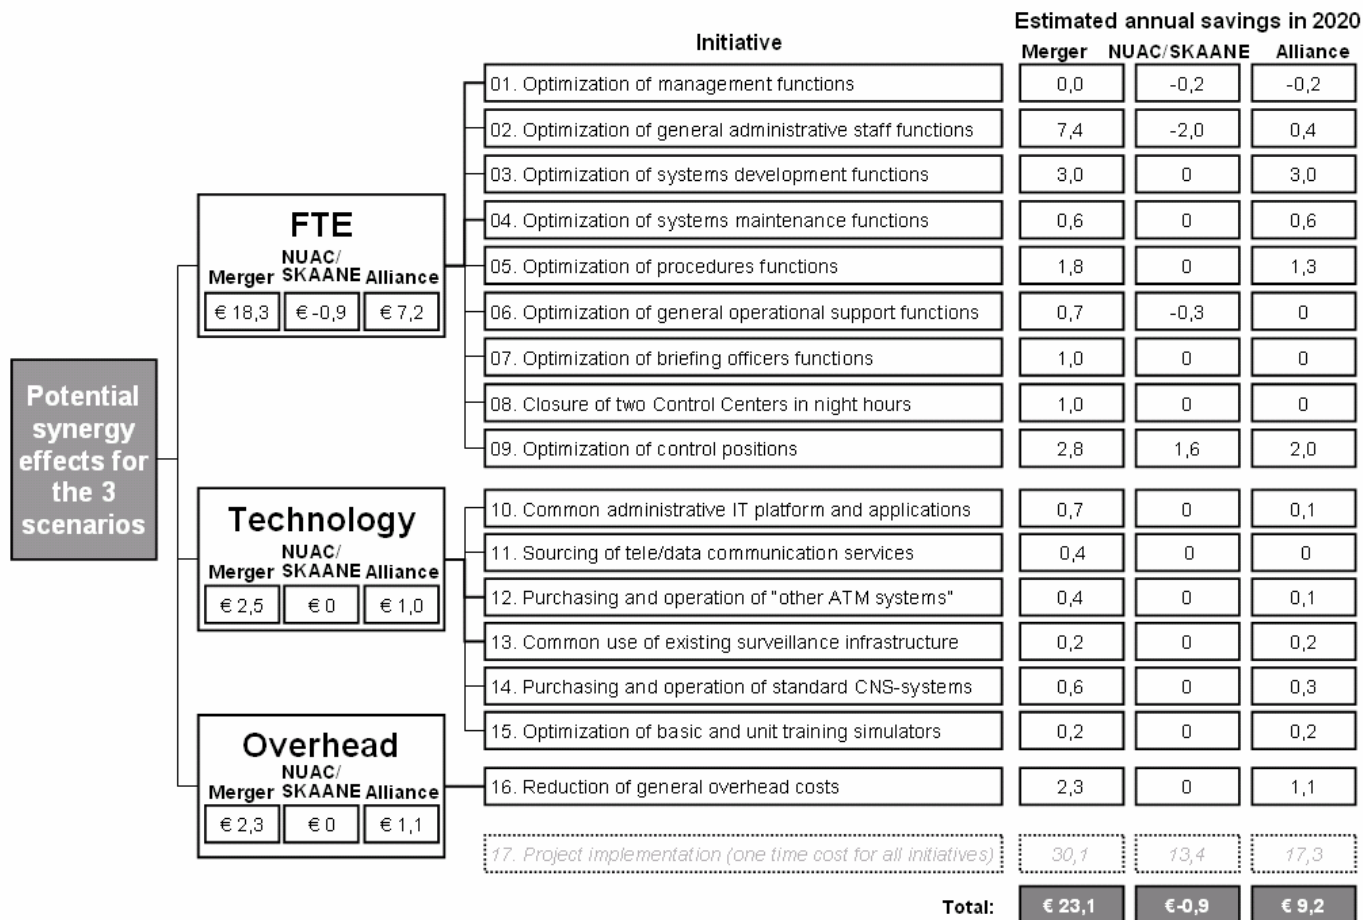 Estimated annual savings in 2020
Initiative
Merger NUAC/SKAANE Alliance
01. Optimization of management functions 0,0 -0,2 -0,2
02. Optimization of general administrative staff functions 7,4 -2,0 0,4
03. Optimization of systems development functions 3,0 0 3,0
04. Optimization of systems maintenance functions 0,6 0 0,6
05. Optimization of procedures functions 1,8 0 1,3
06. Optimization of general operational support functions 0,7 -0,3 0
07. Optimization of briefing officers functions 1,0 0 0
08. Closure of two Control Centers in night hours 1,0 0 0
09. Optimization of control positions 2,8 1,6 2,0
10. Common administrative IT platform and applications 0,7 0 0,1
11. Sourcing of tele/data communication services 0,4 0 0
12. Purchasing and operation of "other ATM systems" 0,4 0 0,1
13. Common use of existing surveillance infrastructure 0,2 0 0,2
14. Purchasing and operation of standard CNS-systems 0,6 0 0,3
15. Optimization of basic and unit training simulators 0,2 0 0,2
16. Reduction of general overhead costs 2,3 0 1,1
17. Project implementation (one time cost for all initiatives) 30,1 13,4 17,3
Total: € 23,1 €-0,9 € 9,2
FTE
NUAC/
Merger SKAANE Alliance
€ 18,3 € -0,9 € 7,2
Potential
synergy
effects for
the 3
scenarios
Technology
NUAC/
Merger SKAANE Alliance
€ 2,5 € 0 € 1,0
Overhead
NUAC/
Merger SKAANE Alliance
€ 2,3 € 0 € 1,1